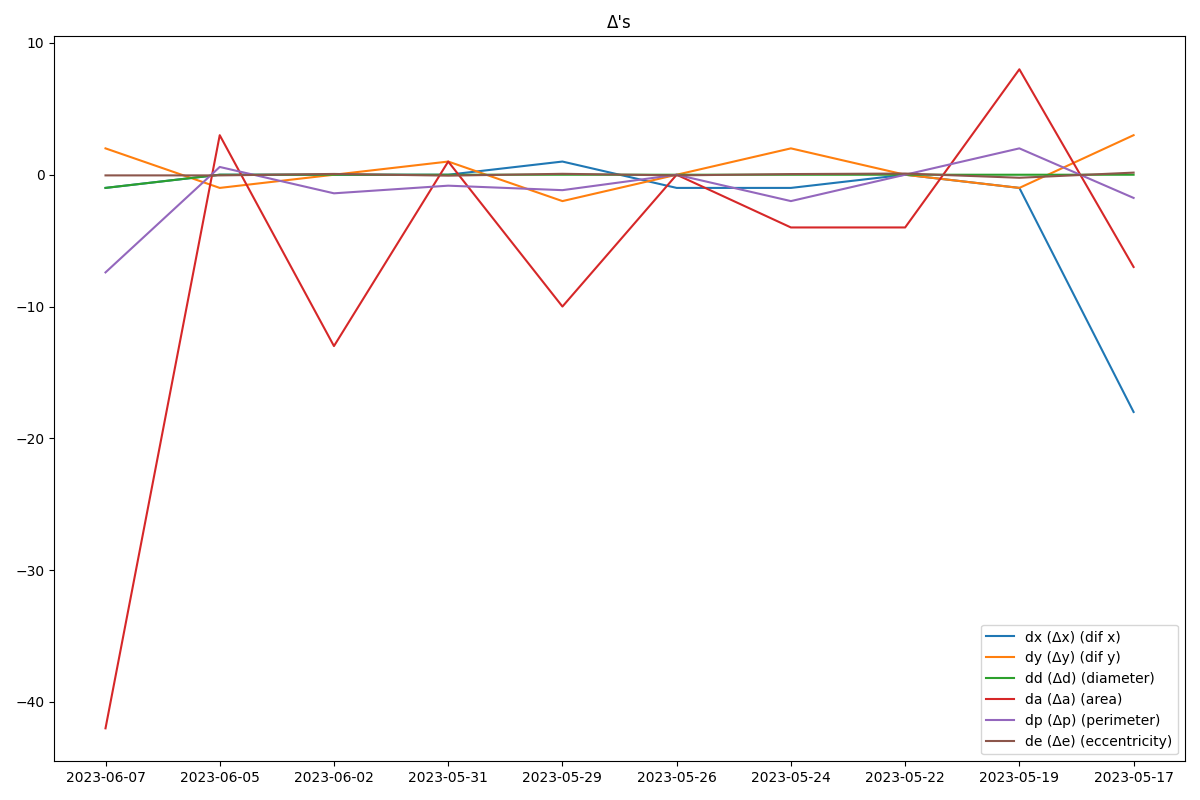 Δ's
10
0
−10
−20
−30
−40
dx (Δx) (dif x)
dy (Δy) (dif y)
dd (Δd) (diameter)
da (Δa) (area)
dp (Δp) (perimeter)
de (Δe) (eccentricity)
2023-06-07 2023-06-05 2023-06-02 2023-05-31 2023-05-29 2023-05-26 2023-05-24 2023-05-22 2023-05-19 2023-05-17